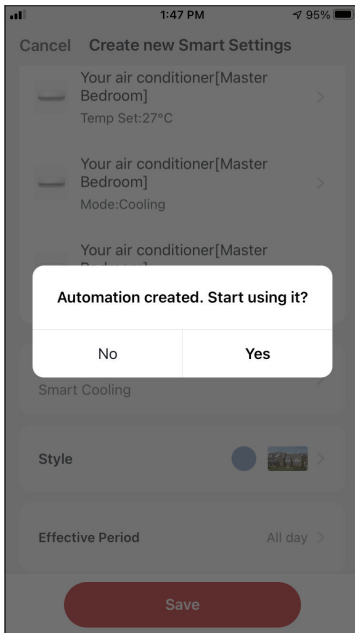 1:47 PM
95%
Cancel Create new Smart Settings
Your air conditioner[Master
Bedroom]
Temp Set:27°C
Your air conditioner[Master
Bedroom]
Mode:Cooling
Your air conditioner[Master
Automation created. Start using it?
No Yes
Smart Cooling
Style
Effective Period All day
Save